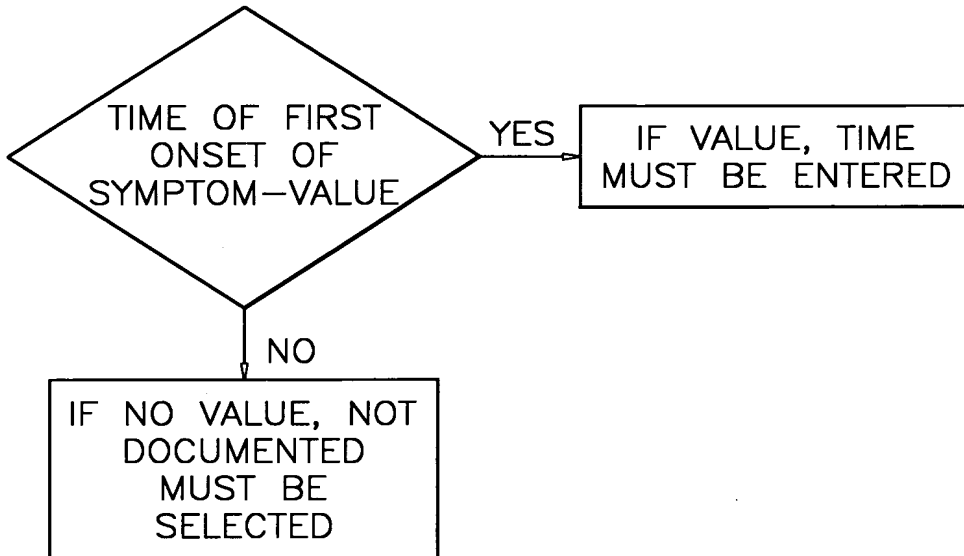 TIME OF FIRST
ONSET OF
SYMPTOM–VALUE
YES
IF VALUE, TIME
MUST BE ENTERED
NO
IF NO VALUE, NOT
DOCUMENTED
MUST BE
SELECTED